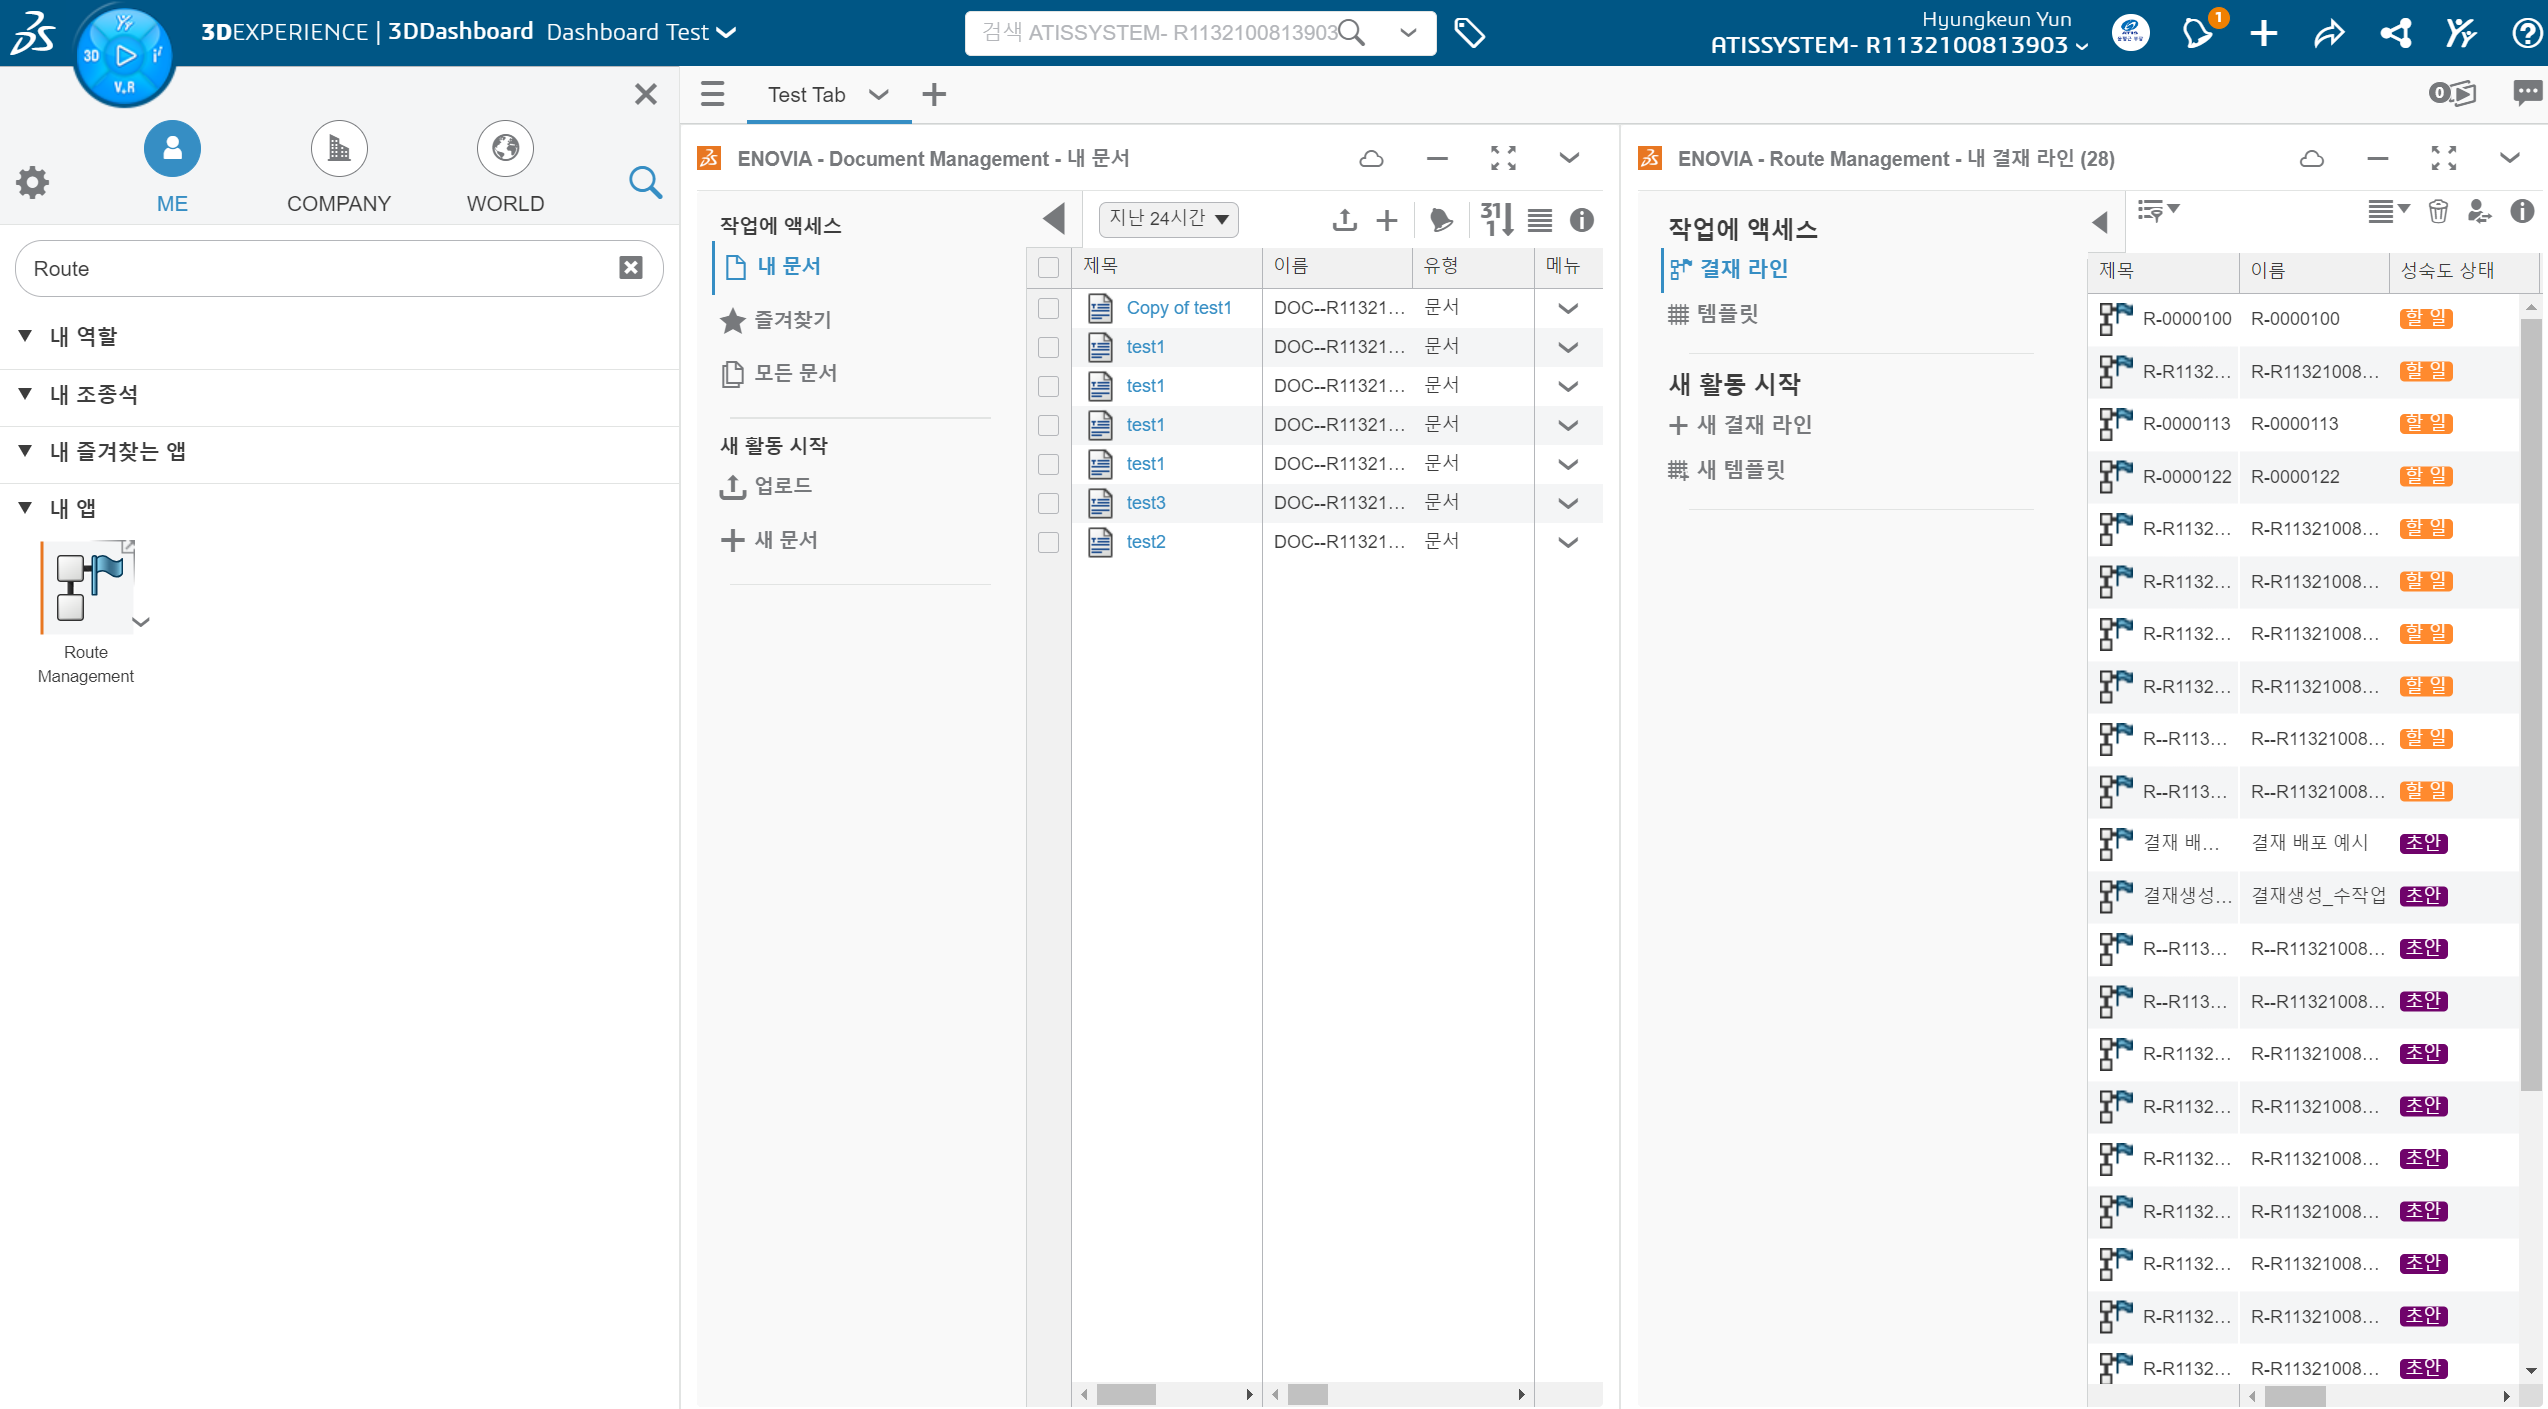 3DEXPERIENCE | 3DDashboard Dashboard Test
검색 ATISSYSTEM- R1132100813903
Hyungkeun Yun
ATISSYSTEM- R1132100813903
1
3D
V.R
ME
COMPANY
WORLD
Route
내 역할
내 조종석
내 즐겨찾는 앱
내 앱
Route
Management
Test Tab
0
ENOVIA - Document Management - 내 문서
작업에 액세스
내 문서
즐겨찾기
모든 문서
새 활동 시작
업로드
새 문서
지난 24시간
31
1
제목 이름 유형 메뉴
Copy of test1 DOC--R11321... 문서
test1 DOC--R11321... 문서
test1 DOC--R11321... 문서
test1 DOC--R11321... 문서
test1 DOC--R11321... 문서
test3 DOC--R11321... 문서
test2 DOC--R11321... 문서
ENOVIA - Route Management - 내 결재 라인 (28)
작업에 액세스
결재 라인
템플릿
새 활동 시작
새 결재 라인
새 템플릿
제목 이름 성숙도 상태
R-0000100 R-0000100 할 일
R-R1132... R-R11321008... 할 일
R-0000113 R-0000113 할 일
R-0000122 R-0000122 할 일
R-R1132... R-R11321008... 할 일
R-R1132... R-R11321008... 할 일
R-R1132... R-R11321008... 할 일
R-R1132... R-R11321008... 할 일
R--R113... R--R11321008... 할 일
R--R113... R--R11321008... 할 일
결재 배... 결재 배포 예시 초안
결재생성... 결재생성_수작업 초안
R--R113... R--R11321008... 초안
R--R113... R--R11321008... 초안
R-R1132... R-R11321008... 초안
R-R1132... R-R11321008... 초안
R-R1132... R-R11321008... 초안
R-R1132... R-R11321008... 초안
R-R1132... R-R11321008... 초안
R-R1132... R-R11321008... 초안
R-R1132... R-R11321008... 초안